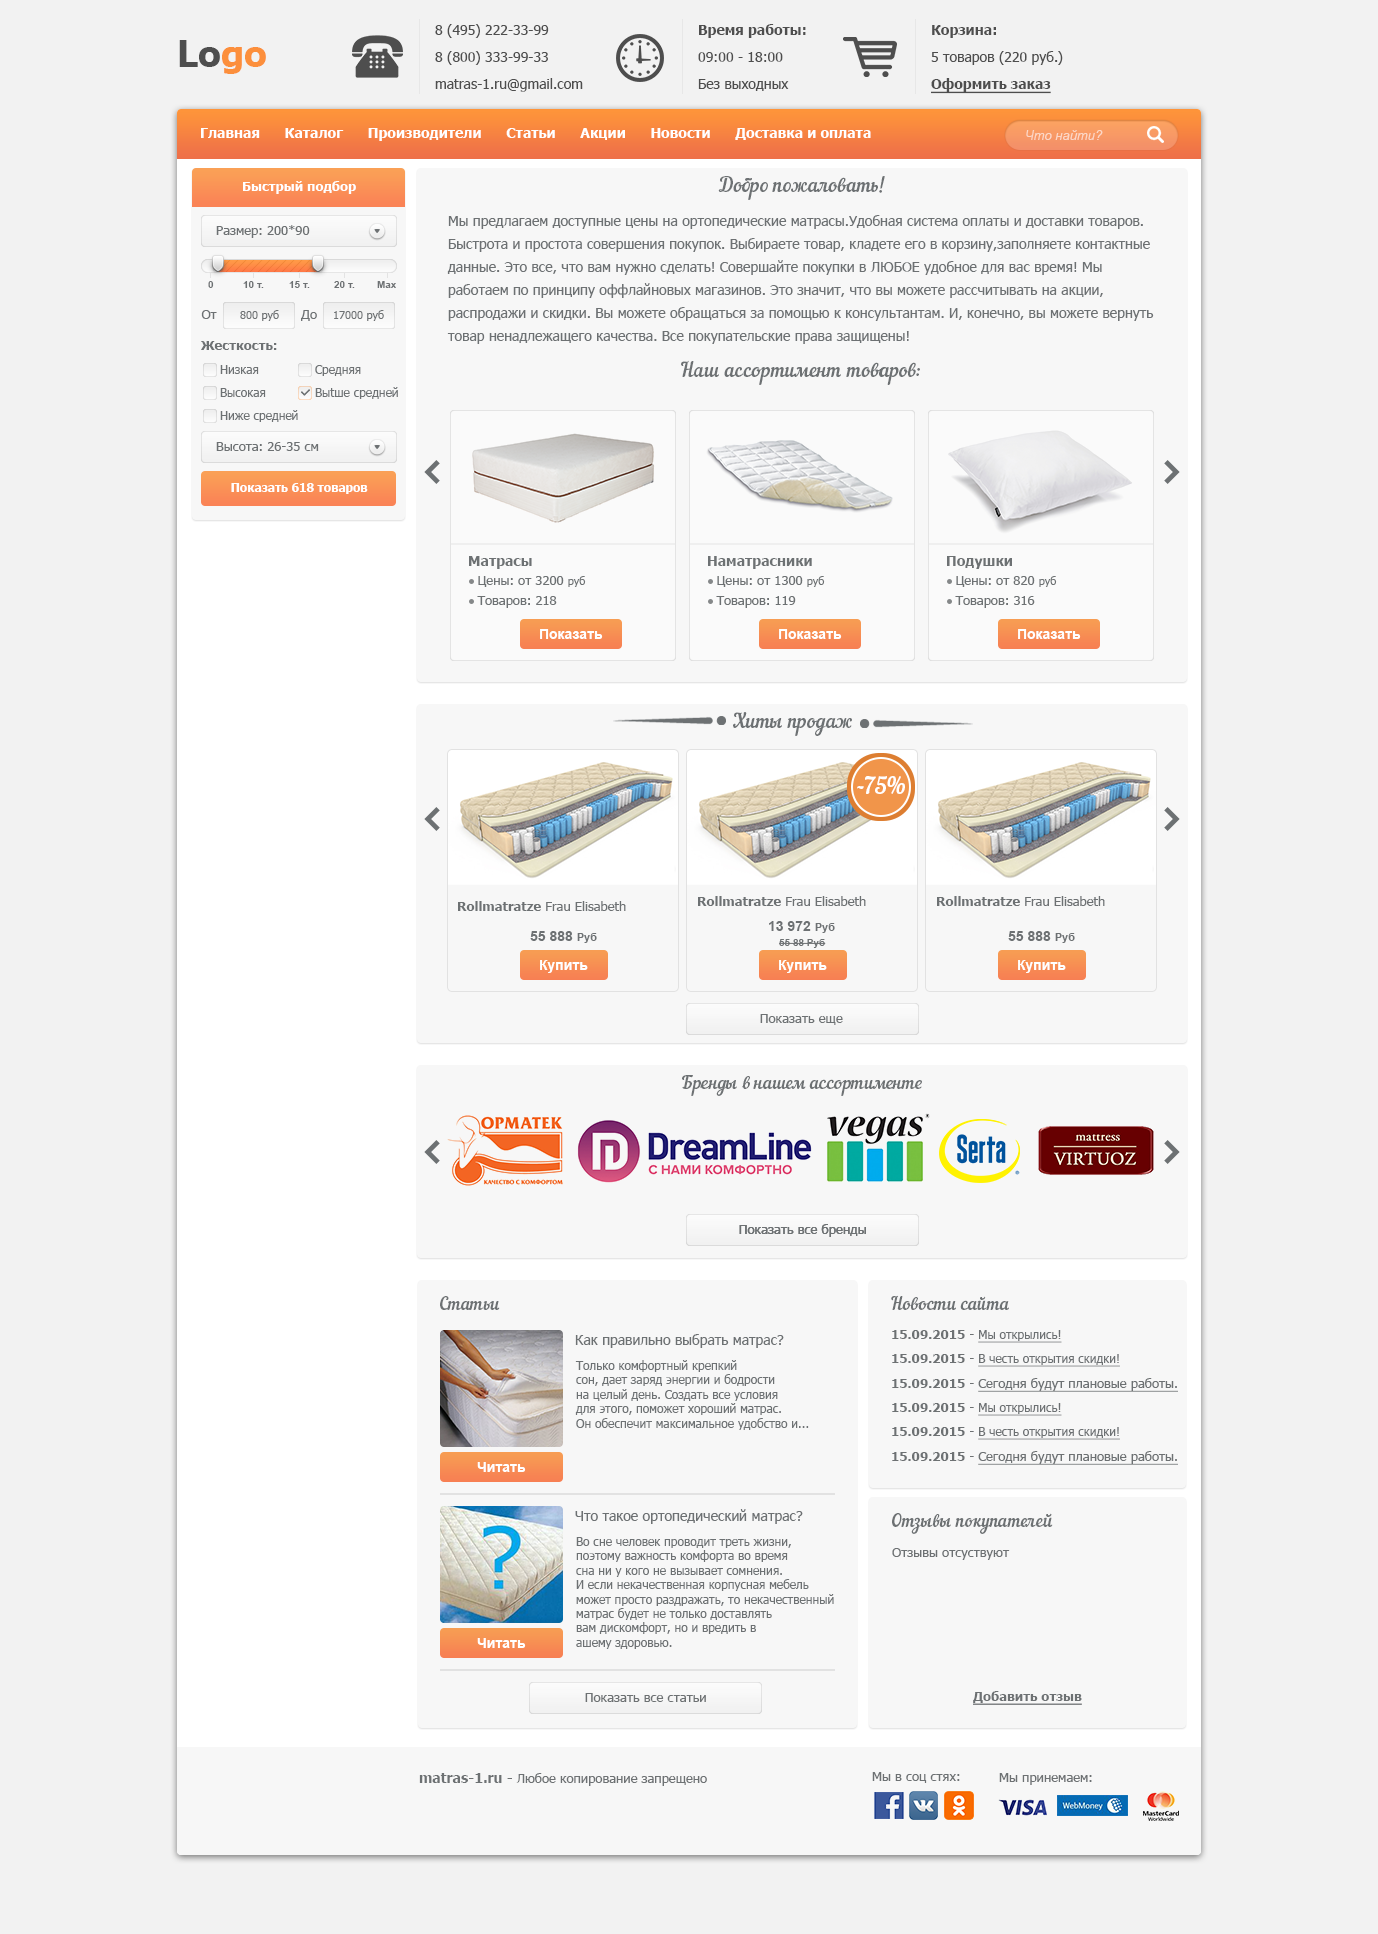 Logo
8 (495) 222-33-99
8 (800) 333-99-33
matras-1.ru@gmail.com
Время работы:
09:00 - 18:00
Без выходных
Корзина:
5 товаров (220 руб.)
Оформить заказ
Главная Каталог Производители Статьи Акции Новости Доставка и оплата
Что найти?
Быстрый подбор
Размер: 200*90
0 10 т. 15 т. 20 т. Max
От 800 руб До 17000 руб
Жесткость:
Низкая Средняя
Высокая Выtше средней
Ниже средней
Высота: 26-35 см
Показать 618 товаров
Добро пожаловать!
Мы предлагаем доступные цены на ортопедические матрасы.Удобная система оплаты и доставки товаров.
Быстрота и простота совершения покупок. Выбираете товар, кладете его в корзину,заполняете контактные
данные. Это все, что вам нужно сделать! Совершайте покупки в ЛЮБОЕ удобное для вас время! Мы
работаем по принципу оффлайновых магазинов. Это значит, что вы можете рассчитывать на акции,
распродажи и скидки. Вы можете обращаться за помощью к консультантам. И, конечно, вы можете вернуть
товар ненадлежащего качества. Все покупательские права защищены!
Наш ассортимент товаров:
Матрасы
• Цены: от 3200 руб
• Товаров: 218
Показать
Наматрасники
• Цены: от 1300 руб
• Товаров: 119
Показать
Подушки
• Цены: от 820 руб
• Товаров: 316
Показать
Хиты продаж
-75%
Rollmatratze Frau Elisabeth
55 888 Руб
Купить
Rollmatratze Frau Elisabeth
13 972 Руб
55 88 Руб
Купить
Rollmatratze Frau Elisabeth
55 888 Руб
Купить
Показать еще
Бренды в нашем ассортименте
ОРМАТЕК
КАЧЕСТВО С КОМФОРТОМ
DreamLine
С НАМИ КОМФОРТНО
vegas
Serta
mattress
VIRTUOZ
Показать все бренды
Статьи
Как правильно выбрать матрас?
Только комфортный крепкий
сон, дает заряд энергии и бодрости
на целый день. Создать все условия
для этого, поможет хороший матрас.
Он обеспечит максимальное удобство и...
Читать
?
Что такое ортопедический матрас?
Во сне человек проводит треть жизни,
поэтому важность комфорта во время
сна ни у кого не вызывает сомнения.
И если некачественная корпусная мебель
может просто раздражать, то некачественный
матрас будет не только доставлять
вам дискомфорт, но и вредить в
ашему здоровью.
Читать
Показать все статьи
Новости сайта
15.09.2015 - Мы открылись!
15.09.2015 - В честь открытия скидки!
15.09.2015 - Сегодня будут плановые работы.
15.09.2015 - Мы открылись!
15.09.2015 - В честь открытия скидки!
15.09.2015 - Сегодня будут плановые работы.
Отзывы покупателей
Отзывы отсуствуют
Добавить отзыв
matras-1.ru - Любое копирование запрещено
Мы в соц стях:
Мы принимаем:
VISA
WebMoney
MasterCard
Worldwide